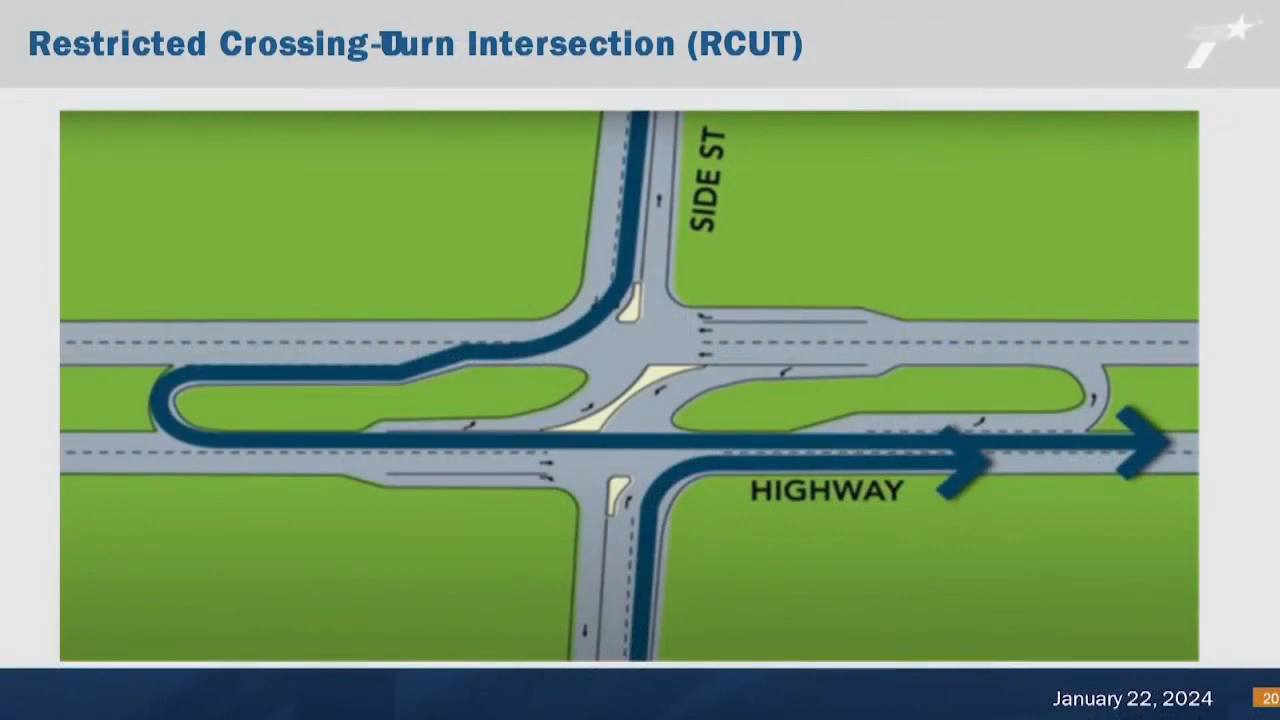 Restricted Crossing-U-Turn Intersection (RCUT)
SIDE ST
HIGHWAY
January 22, 2024
20